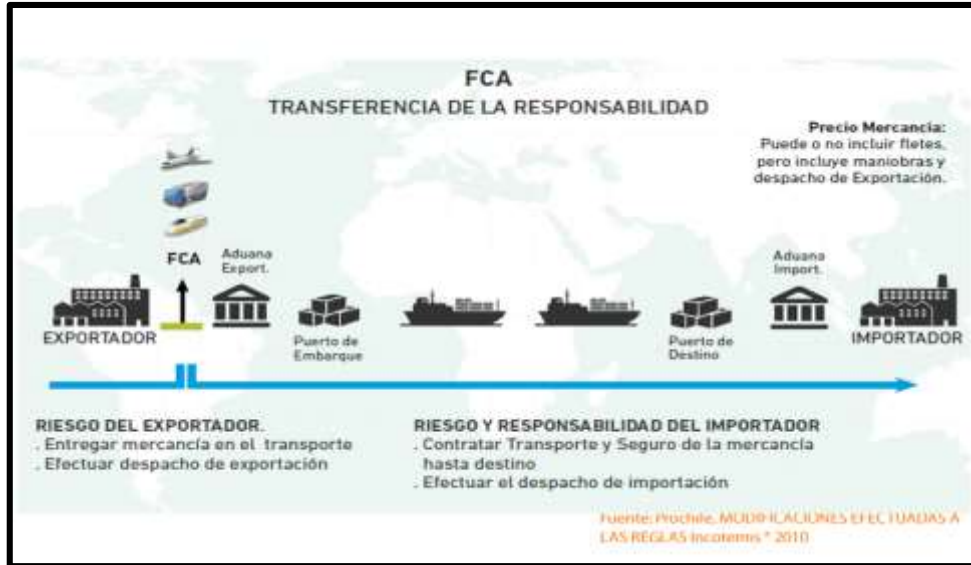 FCA
TRANSFERENCIA DE LA RESPONSABILIDAD
Precio Mercancía:
Puede o no incluir fletes,
pero incluye maniobras y
despacho de Exportación.
FCA
Aduana
Export.
Aduana
Import.
EXPORTADOR
Puerto de
Embarque
Puerto de
Destino
IMPORTADOR
RIESGO DEL EXPORTADOR.
. Entregar mercancía en el transporte
. Efectuar despacho de exportación
RIESGO Y RESPONSABILIDAD DEL IMPORTADOR
. Contratar Transporte y Seguro de la mercancía
hasta destino
. Efectuar el despacho de importación
Fuente: Prochile, MODIFICACIONES EFECTUADAS A
LAS REGLAS Incoterms ® 2010